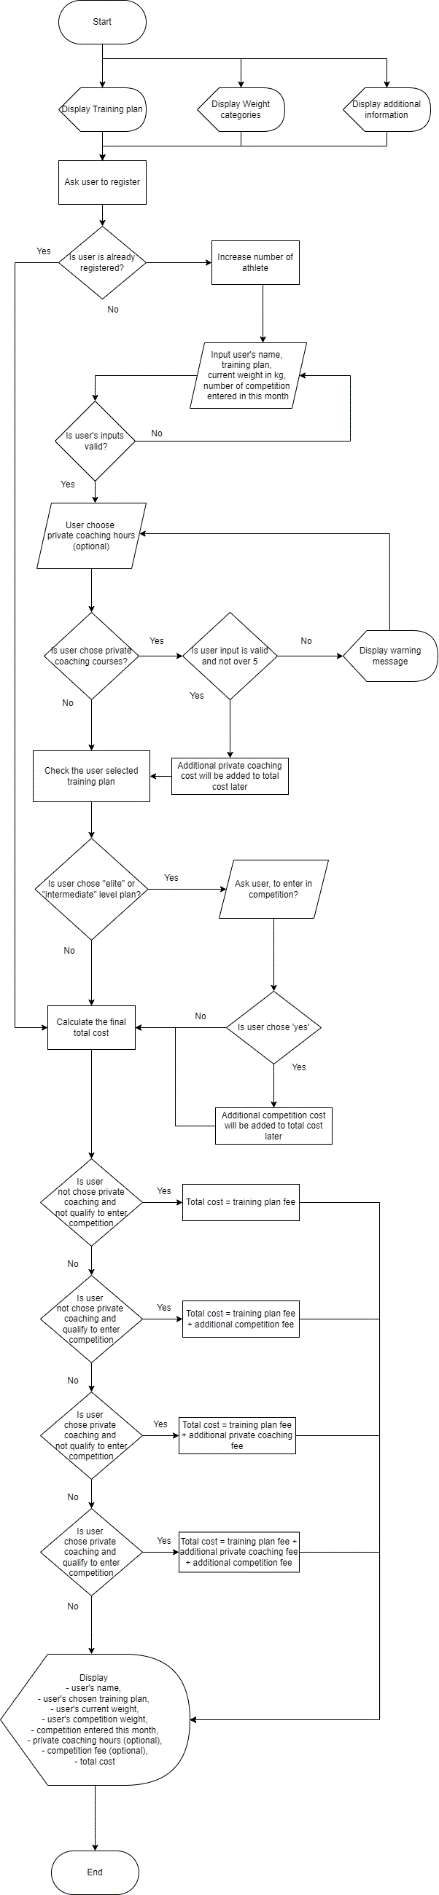 Start
Display Training plan
Display Weight
categories
Display additional
information
Ask user to register
Yes
Is user is already
registered?
No
Increase number of
athlete
Input user's name,
training plan,
current weight in kg,
number of competition
entered in this month
Is user's inputs
valid?
No
Yes
User choose
private coaching hours
(optional)
Is user chose private
coaching courses?
Yes
Is user input is valid
and not over 5
No
Display warning
message
No
Yes
Check the user selected
training plan
Additional private coaching
cost will be added to total
cost later
Is user chose "elite" or
"intermediate" level plan?
Yes
Ask user, to enter in
competition?
No
Calculate the final
total cost
No
Is user chose 'yes'
Yes
Additional competition cost
will be added to total cost
later
Is user
not chose private
coaching and
not qualify to enter
competition
Yes
Total cost = training plan fee
No
Is user
not chose private
coaching and
qualify to enter
competition
Yes
Total cost = training plan fee
+ additional competition fee
No
Is user
chose private
coaching and
not qualify to enter
competition
Yes
Total cost = training plan fee
+ additional private coaching
fee
No
Is user
chose private
coaching and
qualify to enter
competition
Yes
Total cost = training plan fee +
additional private coaching fee
+ additional competition fee
No
Display
- user's name,
- user's chosen training plan,
- user's current weight,
- user's competition weight,
- competition entered this month,
- private coaching hours (optional),
- competition fee (optional),
- total cost
End